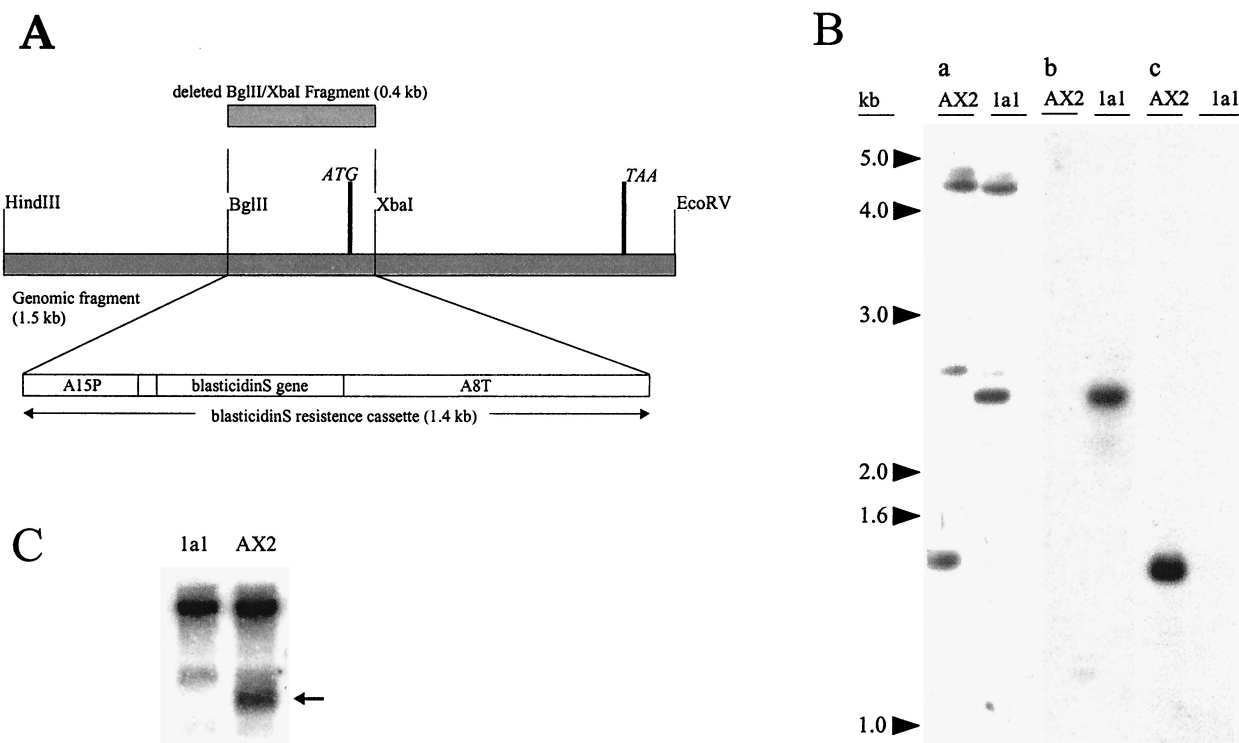 A
deleted BglII/XbaI Fragment (0.4 kb)
ATG
TAA
HindIII
BglII
XbaI
EcoRV
Genomic fragment
(1.5 kb)
A15P
blasticidinS gene
A8T
blasticidinS resistence cassette (1.4 kb)
B
a
b
c
kb
AX2
1a1
AX2
1a1
AX2
1a1
5.0
4.0
3.0
2.0
1.6
1.0
C
1a1
AX2